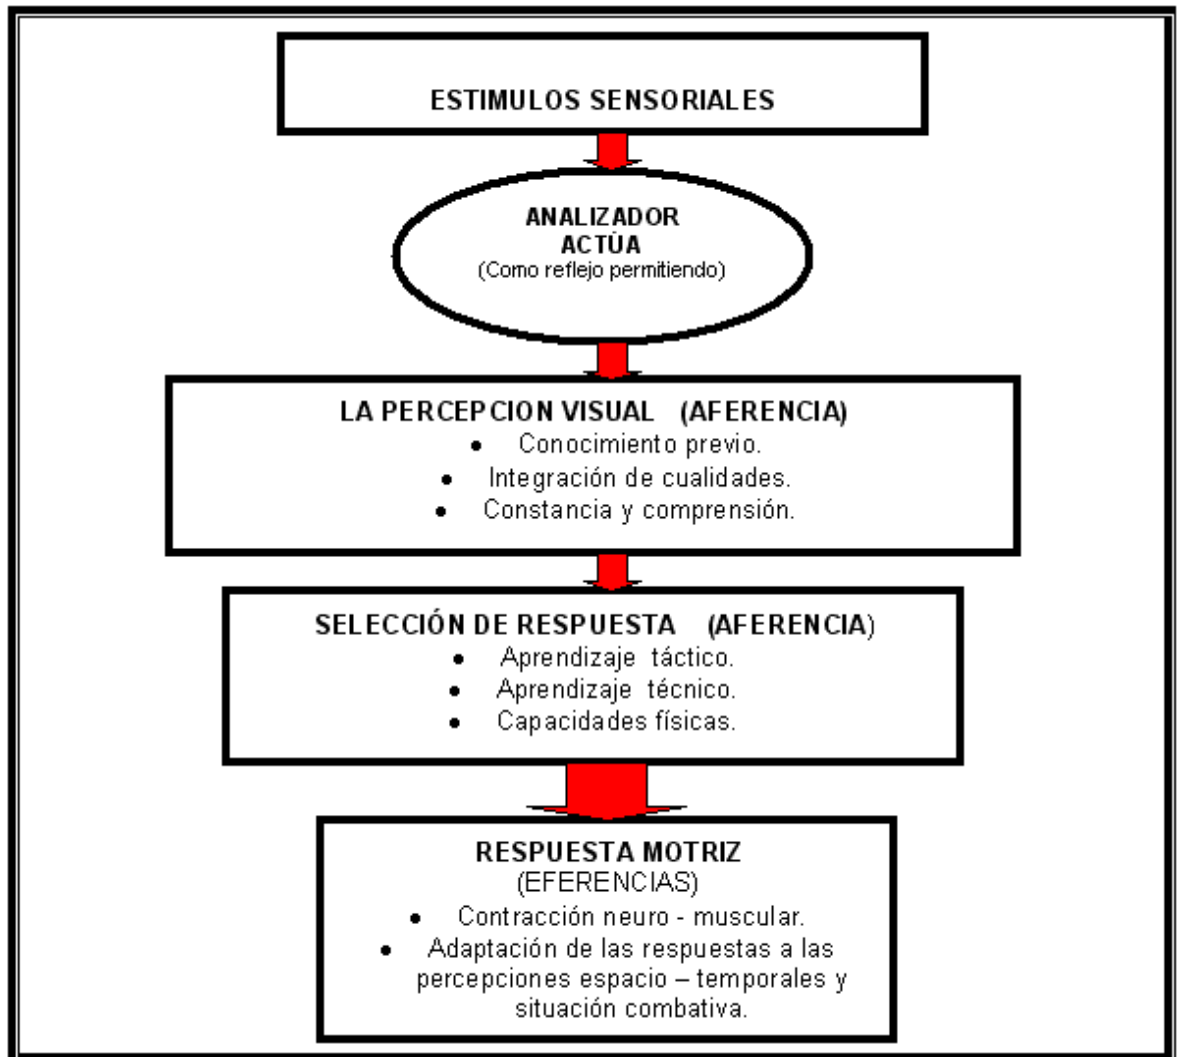 ESTIMULOS SENSORIALES
ANALIZADOR
ACTÙA
(Como reflejo permitiendo)
LA PERCEPCION VISUAL (AFERENCIA)
• Conocimiento previo.
• Integración de cualidades.
• Constancia y comprensión.
SELECCIÓN DE RESPUESTA (AFERENCIA)
• Aprendizaje táctico.
• Aprendizaje técnico.
• Capacidades físicas.
RESPUESTA MOTRIZ
(EFERENCIAS)
• Contracción neuro - muscular.
• Adaptación de las respuestas a las
percepciones espacio – temporales y
situación combativa.